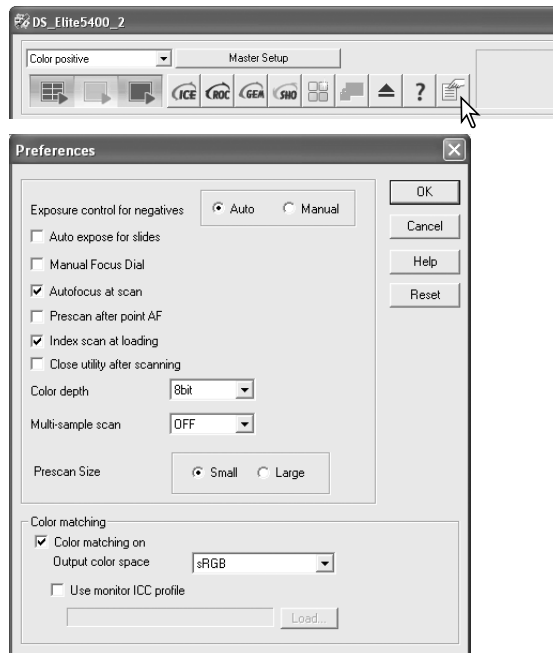 DS_Elite5400_2
Color positive
Master Setup
ICE ROC GEM SHO ?
Preferences
Exposure control for negatives Auto Manual
OK
Auto expose for slides
Cancel
Manual Focus Dial
Help
Autofocus at scan
Reset
Prescan after point AF
Index scan at loading
Close utility after scanning
Color depth 8bit
Multi-sample scan OFF
Prescan Size Small Large
Color matching
Color matching on
Output color space sRGB
Use monitor ICC profile
Load...